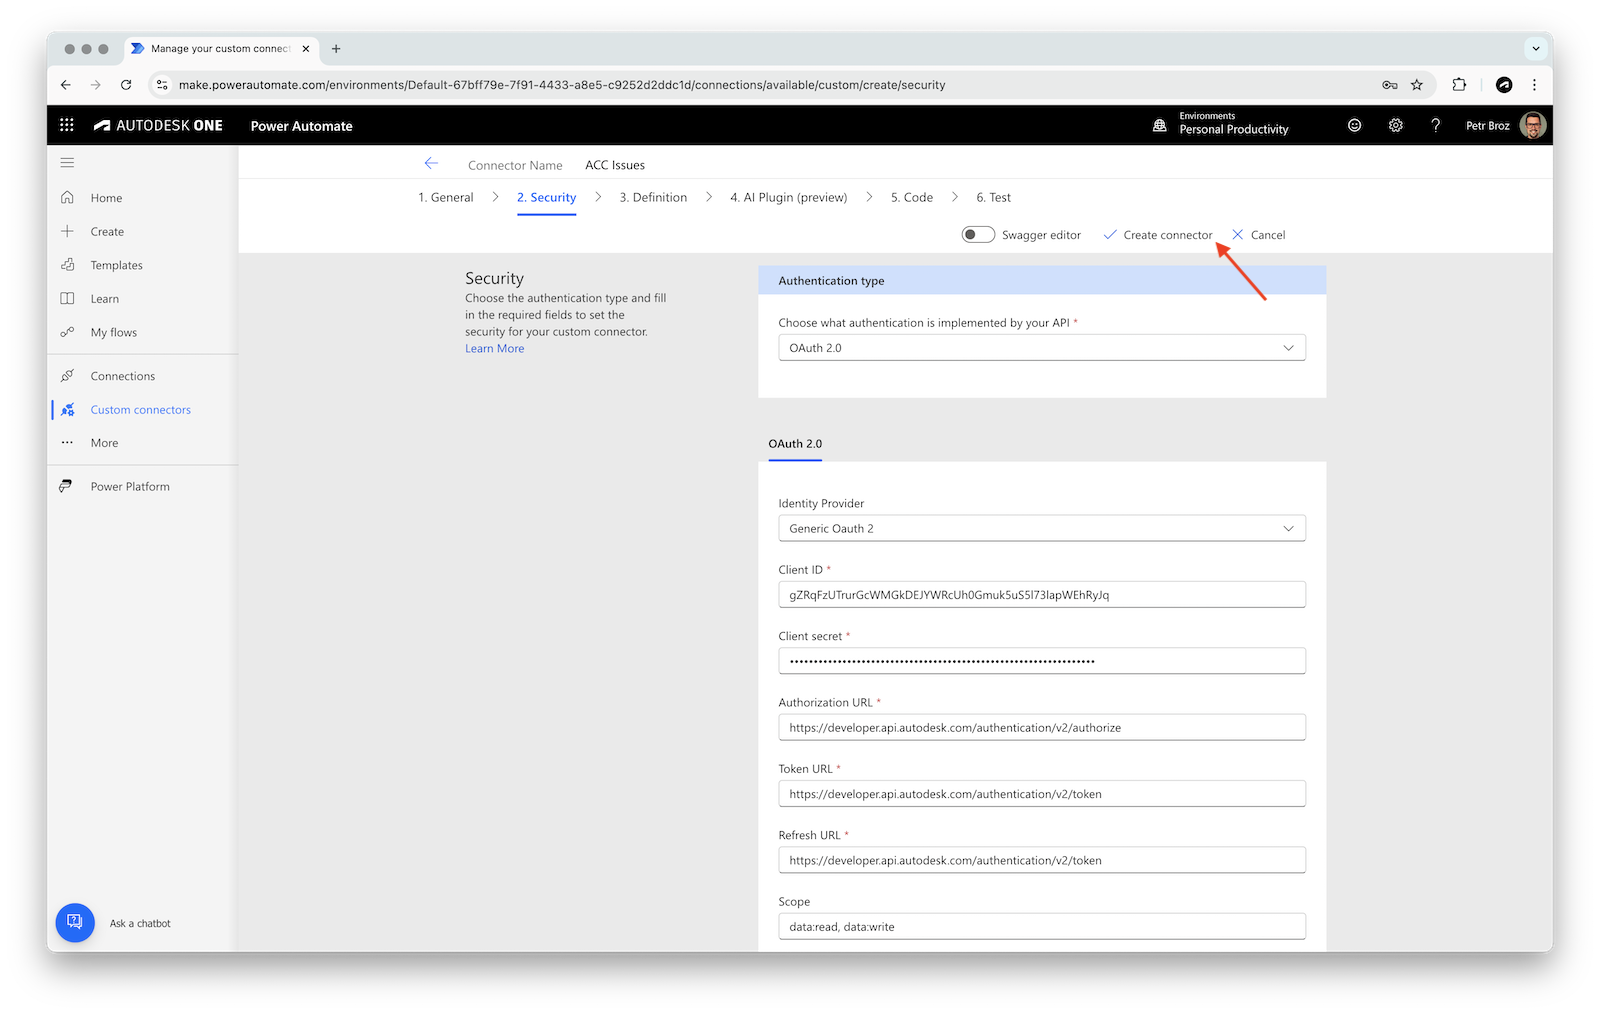 Manage your custom connect
make.powerautomate.com/environments/Default-67bff79e-7f91-4433-a8e5-c9252d2ddc1d/connections/available/custom/create/security
AUTODESK ONE
Power Automate
Environments
Personal Productivity
?
Petr Broz
Home
Create
Templates
Learn
My flows
Connections
Custom connectors
More
Power Platform
Ask a chatbot
Connector Name
ACC Issues
1. General
2. Security
3. Definition
4. AI Plugin (preview)
5. Code
6. Test
Swagger editor
Create connector
Cancel
Security
Choose the authentication type and fill
in the required fields to set the
security for your custom connector.
Learn More
Authentication type
Choose what authentication is implemented by your API *
OAuth 2.0
OAuth 2.0
Identity Provider
Generic Oauth 2
Client ID *
gZRqFzUTrurGcWMGkDEJYWRcUh0Gmuk5uS5l73lapWEhRyJq
Client secret *
Authorization URL *
https://developer.api.autodesk.com/authentication/v2/authorize
Token URL *
https://developer.api.autodesk.com/authentication/v2/token
Refresh URL *
https://developer.api.autodesk.com/authentication/v2/token
Scope
data:read, data:write